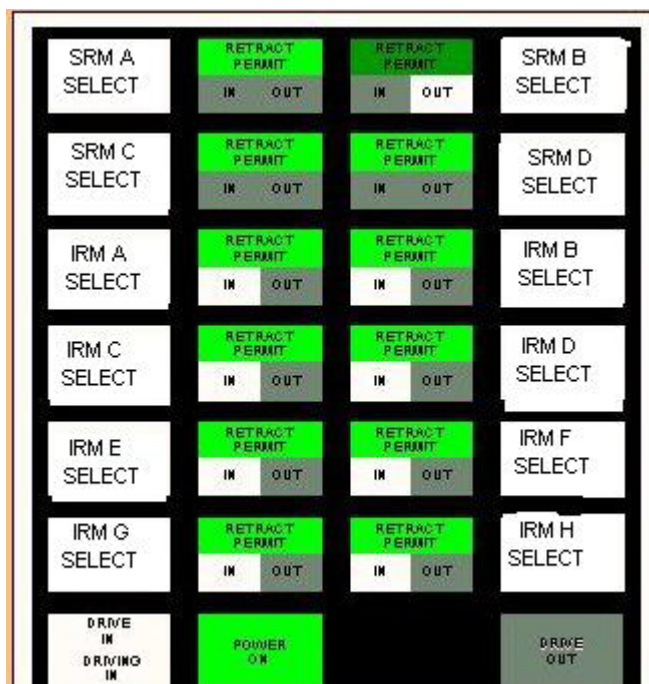 SRM A
SELECT
RETRACT
PERMIT
IN OUT
RETRACT
PERMIT
IN OUT
SRM B
SELECT
SRM C
SELECT
RETRACT
PERMIT
IN OUT
RETRACT
PERMIT
IN OUT
SRM D
SELECT
IRM A
SELECT
RETRACT
PERMIT
IN OUT
RETRACT
PERMIT
IN OUT
IRM B
SELECT
IRM C
SELECT
RETRACT
PERMIT
IN OUT
RETRACT
PERMIT
IN OUT
IRM D
SELECT
IRM E
SELECT
RETRACT
PERMIT
IN OUT
RETRACT
PERMIT
IN OUT
IRM F
SELECT
IRM G
SELECT
RETRACT
PERMIT
IN OUT
RETRACT
PERMIT
IN OUT
IRM H
SELECT
DRIVE
IN
DRIVING
IN
POWER
ON
DRIVE
OUT